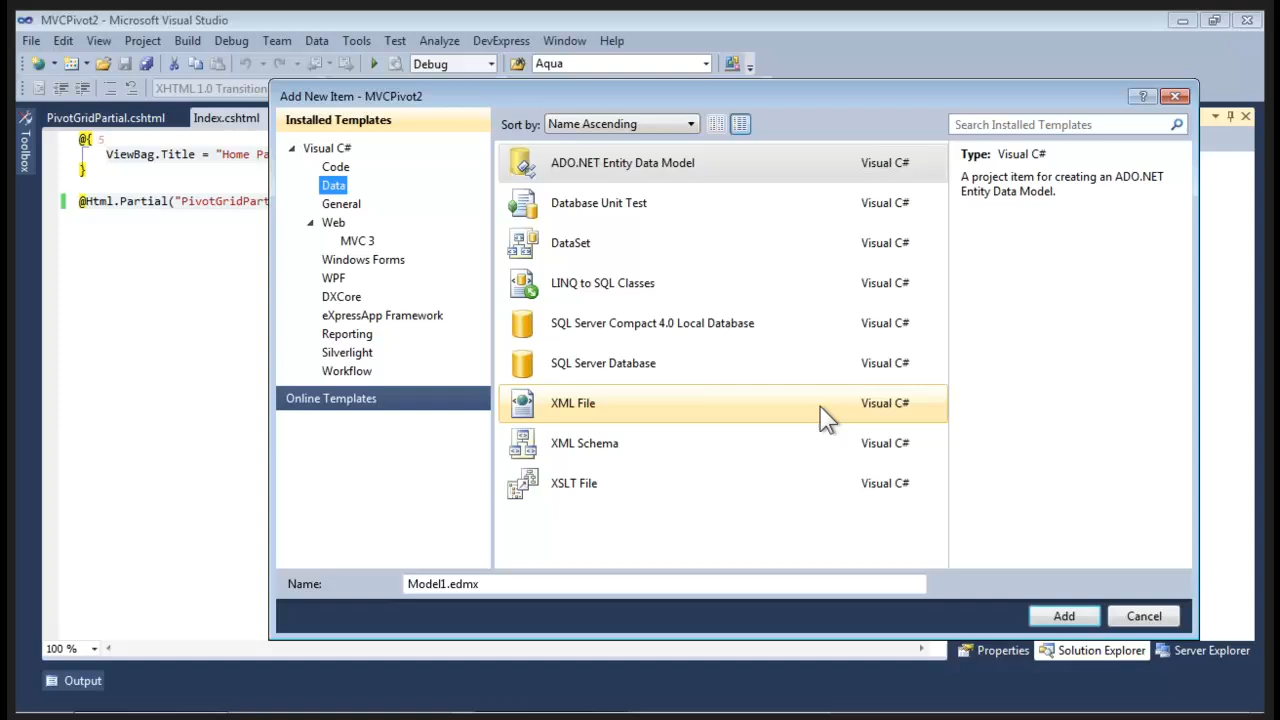 MVCPivot2 - Microsoft Visual Studio
File Edit View Project Build Debug Team Data Tools Test Analyze DevExpress Window Help
Debug Aqua
XHTML 1.0 Transition
Add New Item - MVCPivot2
PivotGridPartial.cshtml Index.cshtml
Toolbox
@{ 5
ViewBag.Title = "Home Pa
}
@Html.Partial("PivotGridPart
Installed Templates
Visual C#
Code
Data
General
Web
MVC 3
Windows Forms
WPF
DXCore
eXpressApp Framework
Reporting
Silverlight
Workflow
Online Templates
Sort by: Name Ascending
Search Installed Templates
ADO.NET Entity Data Model Visual C#
Database Unit Test Visual C#
DataSet Visual C#
LINQ to SQL Classes Visual C#
SQL Server Compact 4.0 Local Database Visual C#
SQL Server Database Visual C#
XML File Visual C#
XML Schema Visual C#
XSLT File Visual C#
Type: Visual C#
A project item for creating an ADO.NET
Entity Data Model.
Name: Model1.edmx
Add Cancel
100 %
Properties Solution Explorer Server Explorer
Output